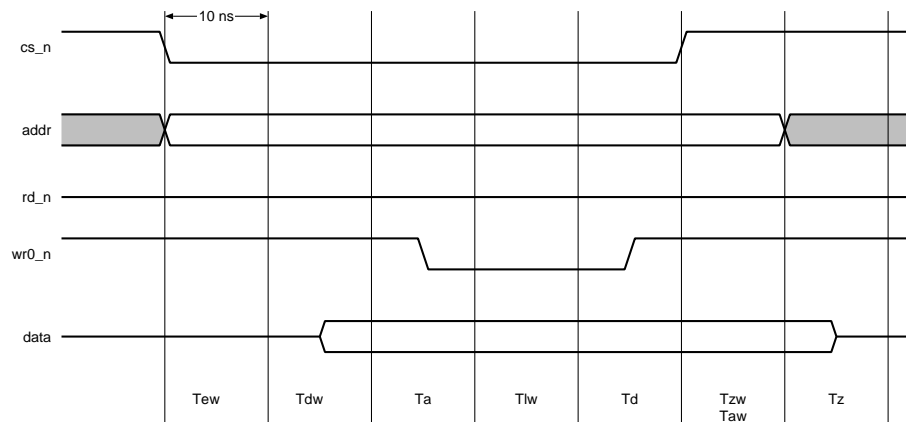 10 ns
cs_n
addr
rd_n
wr0_n
data
Tew Tdw Ta Tlw Td Tzw Tz
Taw